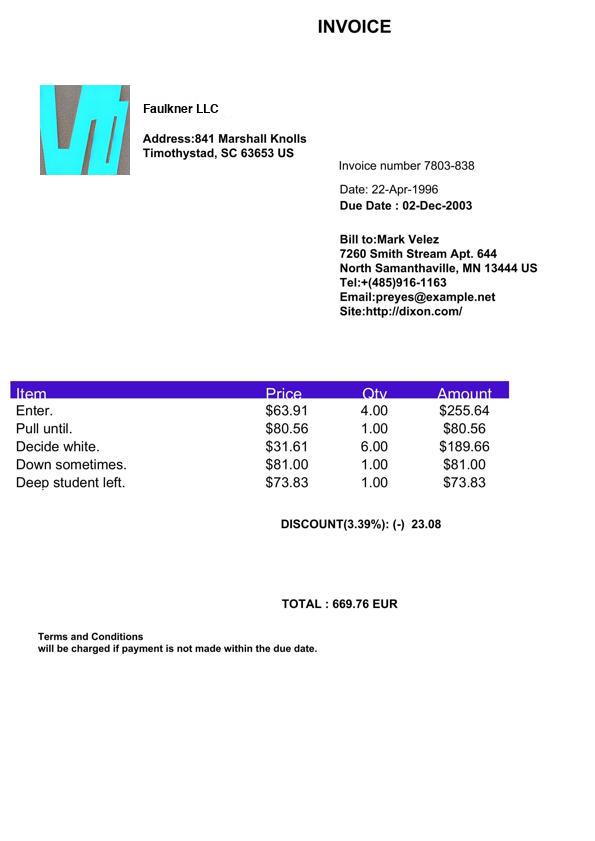 INVOICE
Faulkner LLC
Address:841 Marshall Knolls
Timothystad, SC 63653 US
Invoice number 7803-838
Date: 22-Apr-1996
Due Date : 02-Dec-2003
Bill to:Mark Velez
7260 Smith Stream Apt. 644
North Samanthaville, MN 13444 US
Tel:+(485)916-1163
Email:preyes@example.net
Site:http://dixon.com/
Item Price Qty Amount
Enter. $63.91 4.00 $255.64
Pull until. $80.56 1.00 $80.56
Decide white. $31.61 6.00 $189.66
Down sometimes. $81.00 1.00 $81.00
Deep student left. $73.83 1.00 $73.83
DISCOUNT(3.39%): (-) 23.08
TOTAL : 669.76 EUR
Terms and Conditions
will be charged if payment is not made within the due date.